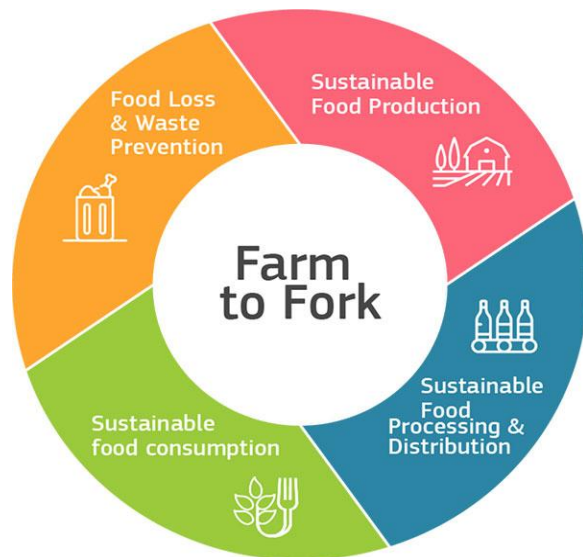 Food Loss
& Waste
Prevention
Sustainable
Food Production
Farm
to Fork
Sustainable
Food
Processing &
Distribution
Sustainable
food consumption